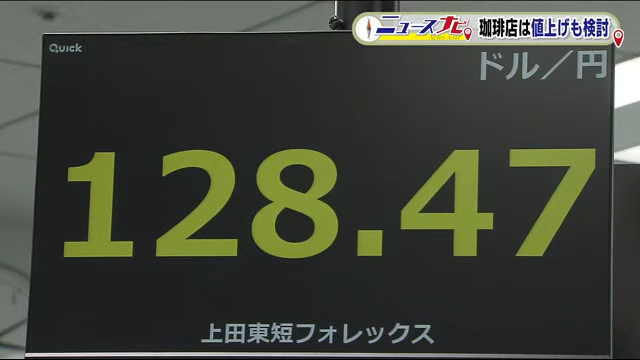 Quick
ニュースナビ
珈琲店は値上げも検討
ドル／円
128.47
上田東短フォレックス